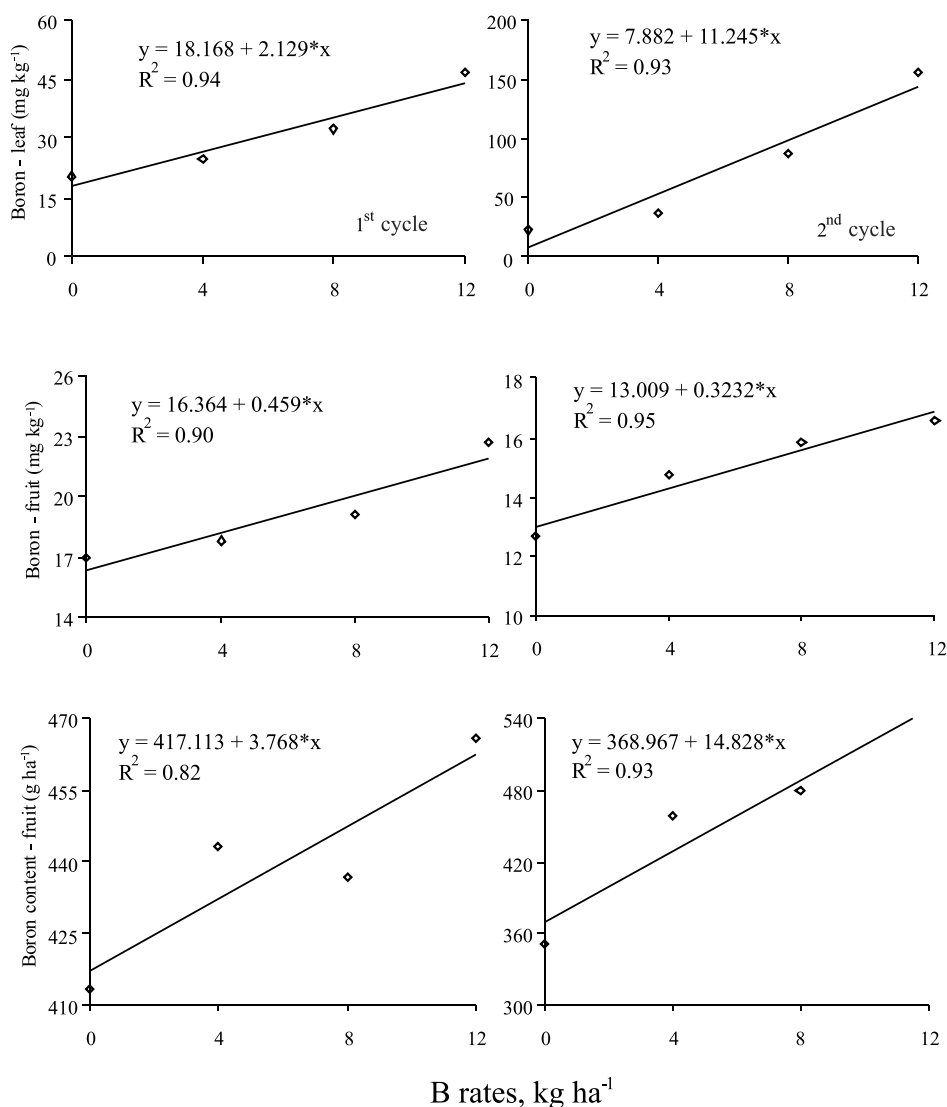 60
45
30
15
0
Boron - leaf (mg kg⁻¹)
y = 18.168 + 2.129*x
R² = 0.94
1st cycle
0 4 8 12
200
150
100
50
0
y = 7.882 + 11.245*x
R² = 0.93
2nd cycle
0 4 8 12
26
23
20
17
14
Boron - fruit (mg kg⁻¹)
y = 16.364 + 0.459*x
R² = 0.90
0 4 8 12
18
16
14
12
10
y = 13.009 + 0.3232*x
R² = 0.95
0 4 8 12
470
455
440
425
410
Boron content - fruit (g ha⁻¹)
y = 417.113 + 3.768*x
R² = 0.82
0 4 8 12
540
480
420
360
300
y = 368.967 + 14.828*x
R² = 0.93
0 4 8 12
B rates, kg ha⁻¹